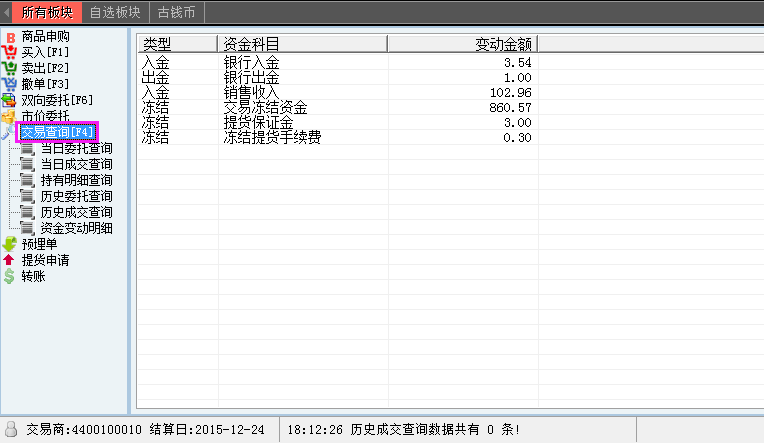 所有板块 自选板块 古钱币
商品申购
买入[F1]
卖出[F2]
撤单[F3]
双向委托[F6]
市价委托
交易查询[F4]
当日委托查询
当日成交查询
持有明细查询
历史委托查询
历史成交查询
资金变动明细
预埋单
提货申请
转账
类型 资金科目 变动金额
入金 银行入金 3.54
出金 银行出金 1.00
入金 销售收入 102.96
冻结 交易冻结资金 860.57
冻结 提货保证金 3.00
冻结 冻结提货手续费 0.30
交易商:4400100010 结算日:2015-12-24 18:12:26 历史成交查询数据共有 0 条!